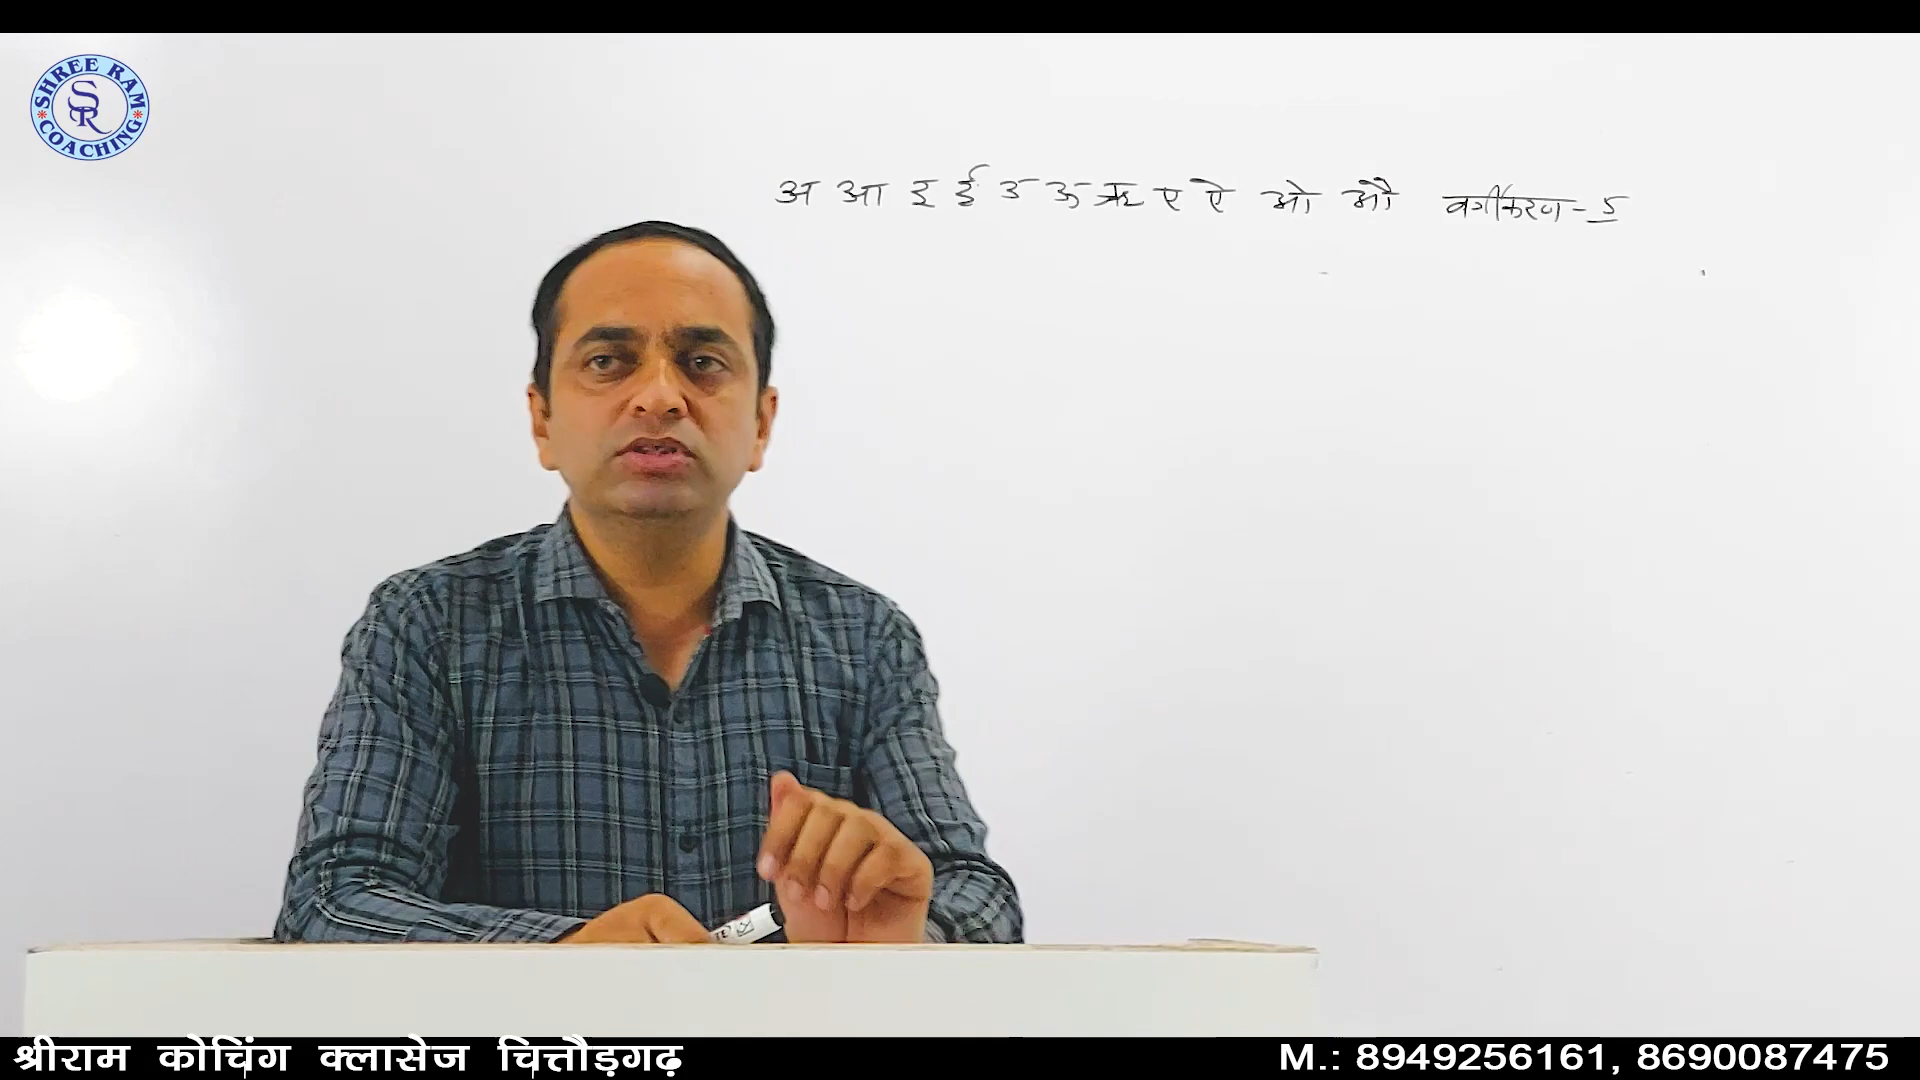 SHREE RAM
SR
COACHING
अ आ इ ई उ ऊ ऋ ए ऐ ओ औ वर्गीकरण - 5
श्रीराम कोचिंग क्लासेज चित्तौड़गढ़
M.: 8949256161, 8690087475